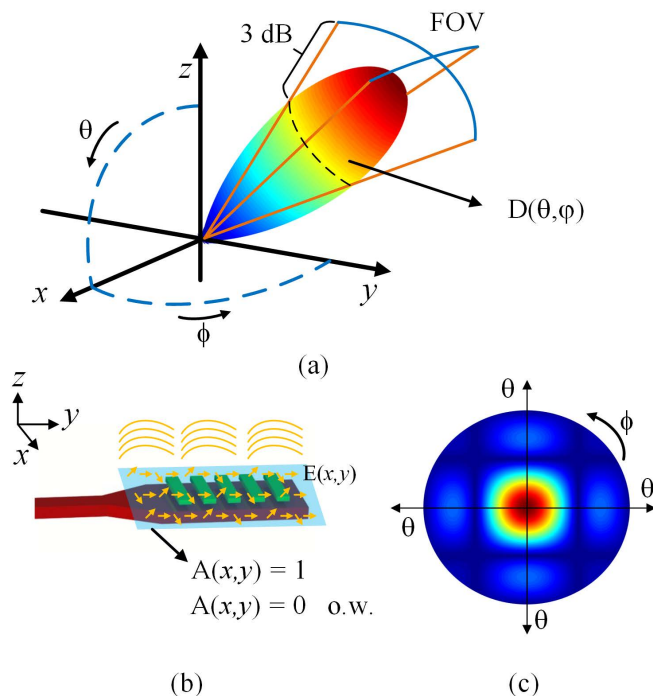 3 dB
FOV
z
θ
D(θ,φ)
x
y
ϕ
(a)
z
y
x
E(x,y)
A(x,y) = 1
A(x,y) = 0 o.w.
(b)
θ
ϕ
θ
θ
θ
(c)